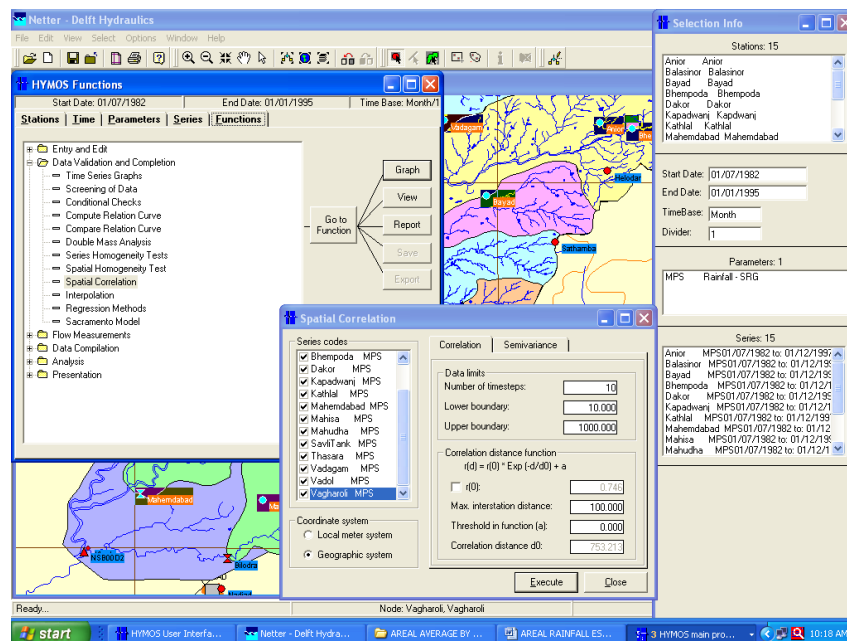 Netter - Delft Hydraulics
File Edit View Select Options Window Help
HYMOS Functions
Start Date: 01/07/1982 End Date: 01/01/1995 Time Base: Month/1
Stations Time Parameters Series Functions
Entry and Edit
Data Validation and Completion
Time Series Graphs
Screening of Data
Conditional Checks
Compute Relation Curve
Compare Relation Curve
Double Mass Analysis
Series Homogeneity Tests
Spatial Homogeneity Test
Spatial Correlation
Interpolation
Regression Methods
Sacramento Model
Flow Measurements
Data Compilation
Analysis
Presentation
Go to Function
Graph
View
Report
Save
Export
Vadagam
Anior
Helodar
Bayad
Sathamba
Mahemdabad
NSB00D2
Bilodra
Selection Info
Stations: 15
Anior Anior
Balasinor Balasinor
Bayad Bayad
Bhempoda Bhempoda
Dakor Dakor
Kapadwanj Kapdwanj
Kathlal Kathlal
Mahemdabad Mahemdabad
Start Date: 01/07/1982
End Date: 01/01/1995
TimeBase: Month
Divider: 1
Parameters: 1
MPS Rainfall - SRG
Series: 15
Anior MPS01/07/1982 to: 01/12/1997
Balasinor MPS01/07/1982 to: 01/12/199
Bayad MPS01/07/1982 to: 01/12/199
Bhempoda MPS01/07/1982 to: 01/12/1
Dakor MPS01/07/1982 to: 01/12/199
Kapadwanj MPS01/07/1982 to: 01/12/1
Kathlal MPS01/07/1982 to: 01/12/199
Mahemdabad MPS01/07/1982 to: 01/12
Mahisa MPS01/07/1982 to: 01/12/199
Mahudha MPS01/07/1982 to: 01/12/1
Spatial Correlation
Series codes
Bhempoda MPS
Dakor MPS
Kapadwanj MPS
Kathlal MPS
Mahemdabad MPS
Mahisa MPS
Mahudha MPS
SavliTank MPS
Thasara MPS
Vadagam MPS
Vadol MPS
Vagharoli MPS
Coordinate system
Local meter system
Geographic system
Correlation Semivariance
Data limits
Number of timesteps: 10
Lower boundary: 10.000
Upper boundary: 1000.000
Correlation distance function
r(d) = r(0) * Exp (-d/d0) + a
r(0): 0.746
Max. interstation distance: 100.000
Threshold in function (a): 0.000
Correlation distance d0: 753.213
Execute Close
Ready... Node: Vagharoli, Vagharoli
start HYMOS User Interfa... Netter - Delft Hydra... AREAL AVERAGE BY ... AREAL RAINFALL ES... 3 HYMOS main pro... 10:18 AM